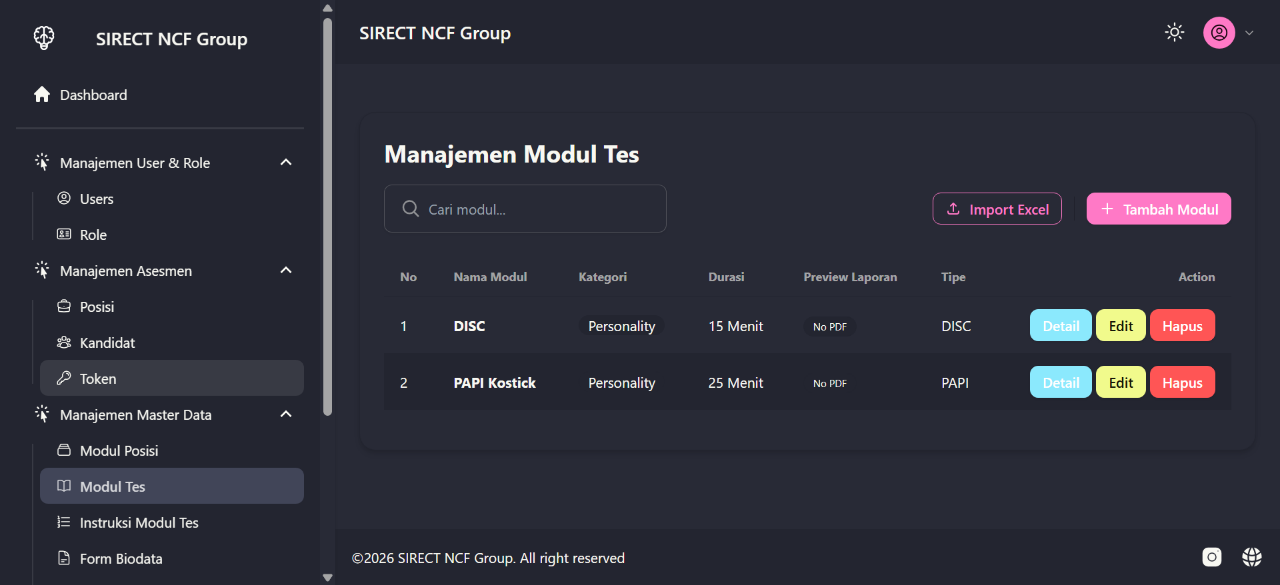 SIRECT NCF Group
Dashboard
Manajemen User & Role
Users
Role
Manajemen Asesmen
Posisi
Kandidat
Token
Manajemen Master Data
Modul Posisi
Modul Tes
Instruksi Modul Tes
Form Biodata
SIRECT NCF Group
Manajemen Modul Tes
Cari modul...
Import Excel
+ Tambah Modul
No Nama Modul Kategori Durasi Preview Laporan Tipe Action
1 DISC Personality 15 Menit No PDF DISC Detail Edit Hapus
2 PAPI Kostick Personality 25 Menit No PDF PAPI Detail Edit Hapus
©2026 SIRECT NCF Group. All right reserved